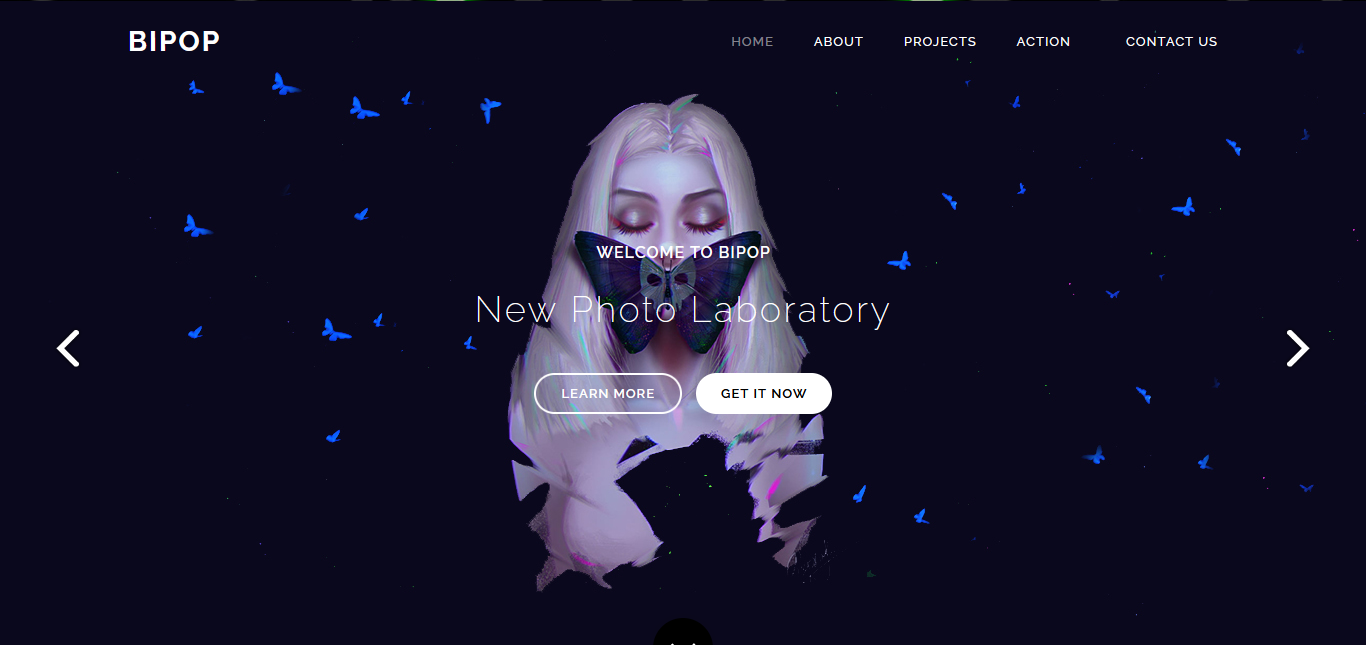 BIPOP
HOME ABOUT PROJECTS ACTION CONTACT US
WELCOME TO BIPOP
New Photo Laboratory
LEARN MORE GET IT NOW